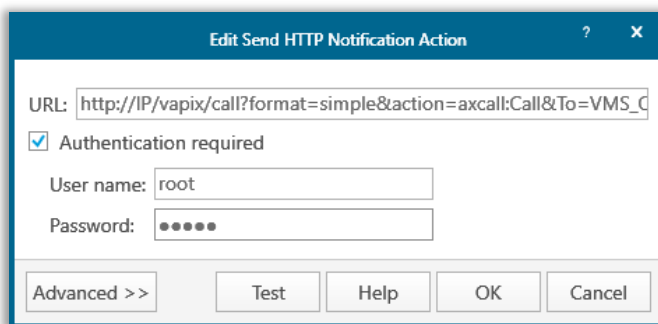 Edit Send HTTP Notification Action ? ×
URL: http://IP/vapix/call?format=simple&action=axcall:Call&To=VMS_C
Authentication required
User name: root
Password: •••••
Advanced >> Test Help OK Cancel